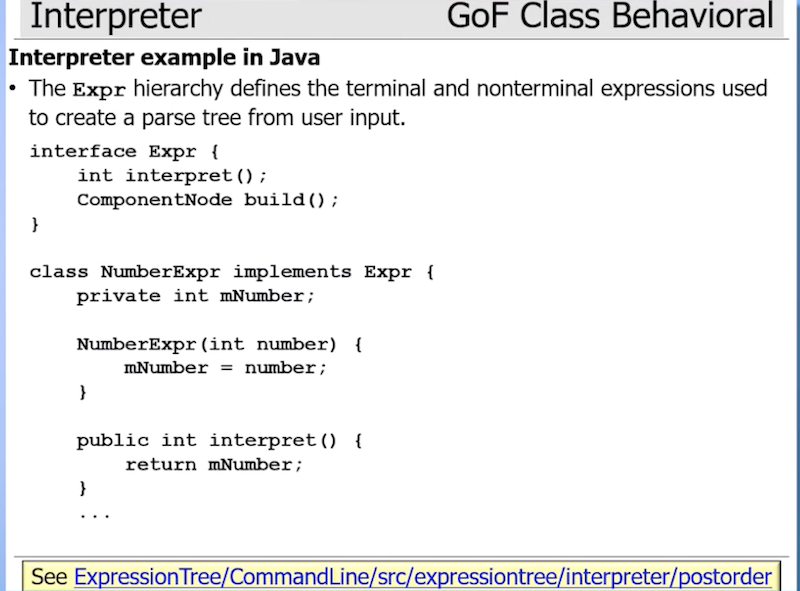 Interpreter GoF Class Behavioral
Interpreter example in Java
• The Expr hierarchy defines the terminal and nonterminal expressions used
to create a parse tree from user input.
interface Expr {
    int interpret();
    ComponentNode build();
}
class NumberExpr implements Expr {
    private int mNumber;
    NumberExpr(int number) {
        mNumber = number;
    }
    public int interpret() {
        return mNumber;
    }
    ...
See ExpressionTree/CommandLine/src/expressiontree/interpreter/postorder